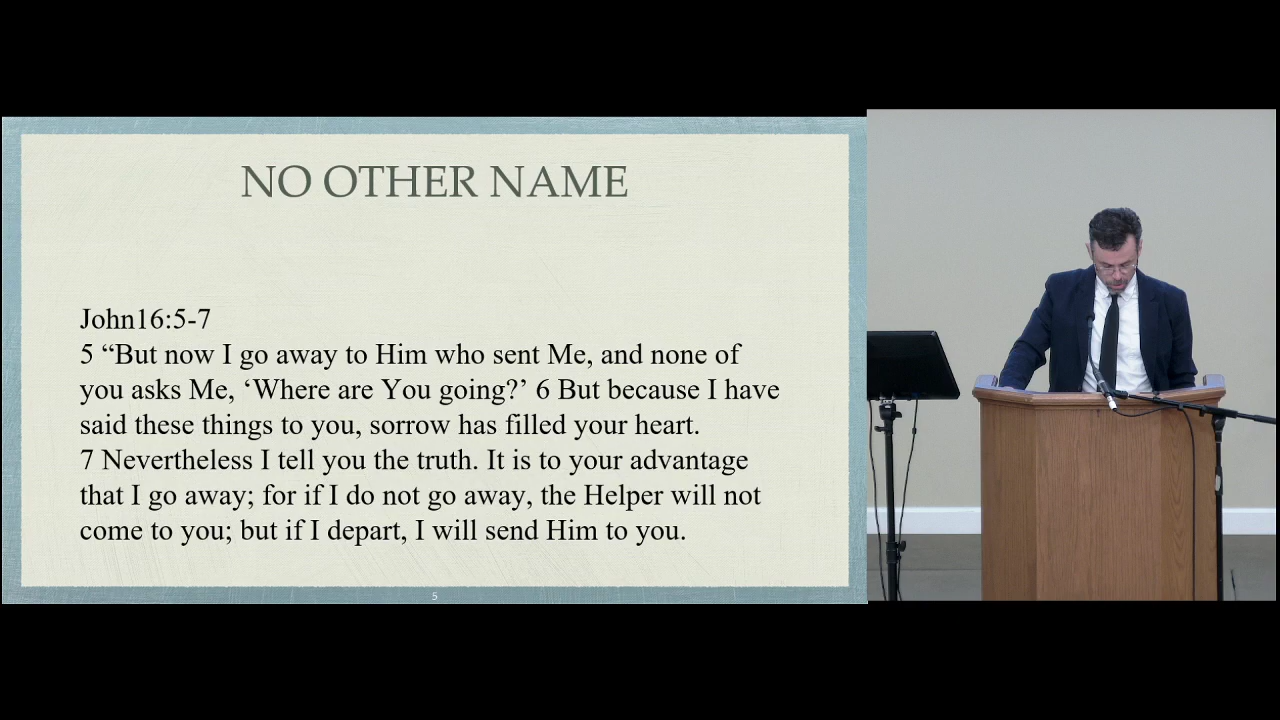 NO OTHER NAME
John16:5-7
5 “But now I go away to Him who sent Me, and none of
you asks Me, ‘Where are You going?’ 6 But because I have
said these things to you, sorrow has filled your heart.
7 Nevertheless I tell you the truth. It is to your advantage
that I go away; for if I do not go away, the Helper will not
come to you; but if I depart, I will send Him to you.
5